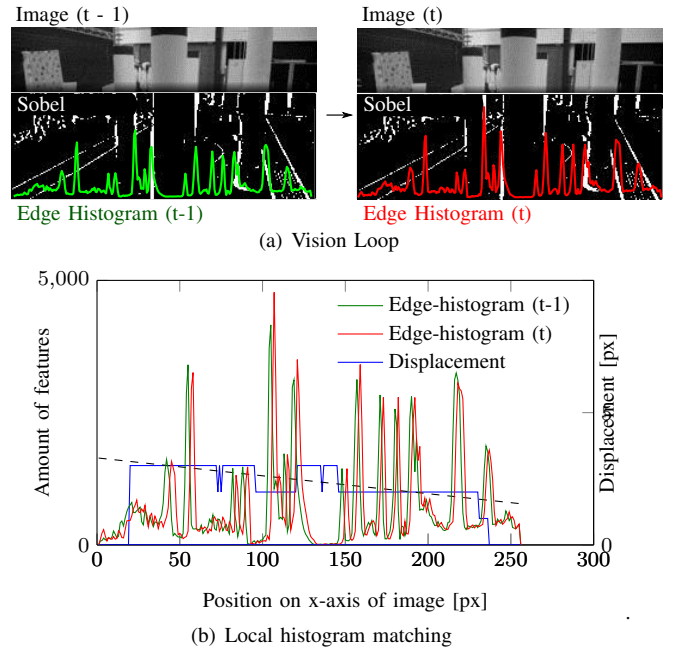 Image (t - 1)
Image (t)
Sobel
Sobel
Edge Histogram (t-1)
Edge Histogram (t)
(a) Vision Loop
5,000
0
Amount of features
Edge-histogram (t-1)
Edge-histogram (t)
Displacement
Displacement [px]
5
0
0
50
100
150
200
250
300
Position on x-axis of image [px]
.
(b) Local histogram matching